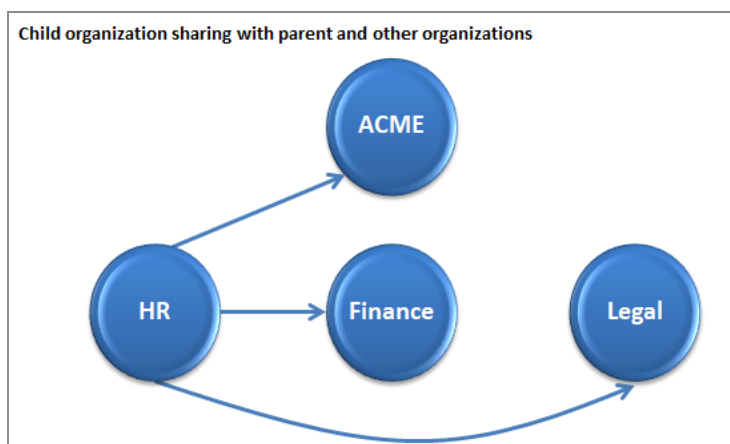 Child organization sharing with parent and other organizations
ACME
HR
Finance
Legal